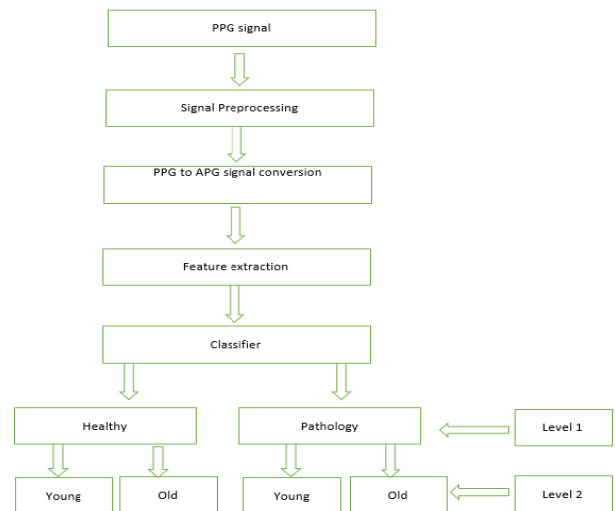 PPG signal
Signal Preprocessing
PPG to APG signal conversion
Feature extraction
Classifier
Healthy
Pathology
Level 1
Young
Old
Young
Old
Level 2